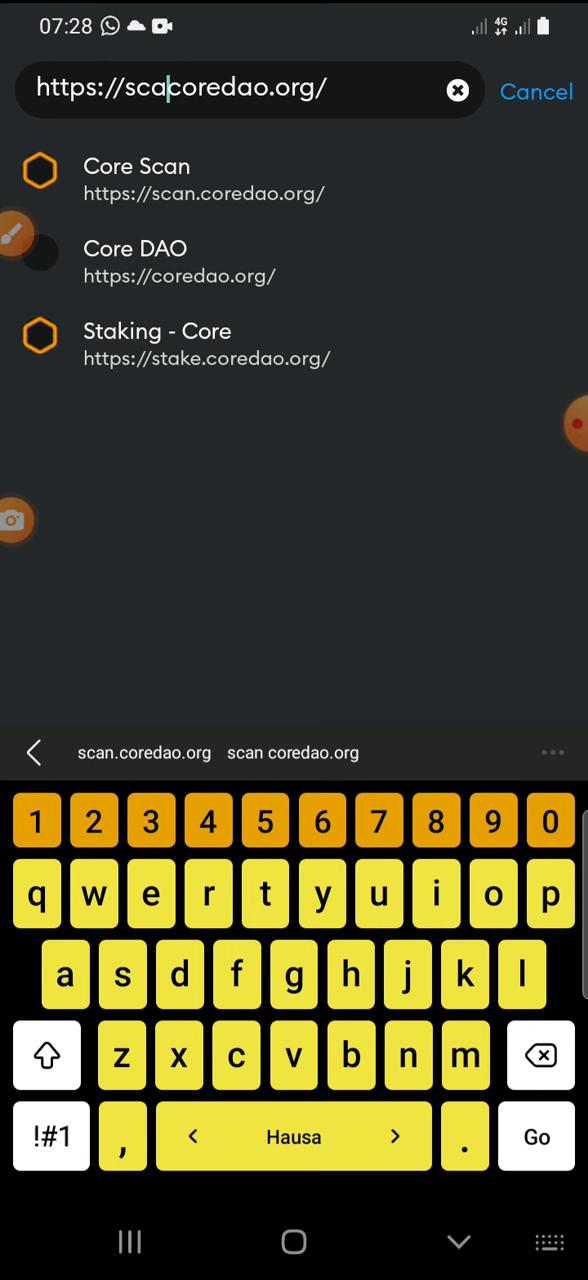 07:28 4G
https://scacoredao.org/ Cancel
Core Scan
https://scan.coredao.org/
Core DAO
https://coredao.org/
Staking - Core
https://stake.coredao.org/
scan.coredao.org scan coredao.org
1 2 3 4 5 6 7 8 9 0
q w e r t y u i o p
a s d f g h j k l
z x c v b n m
!#1 , < Hausa > . Go